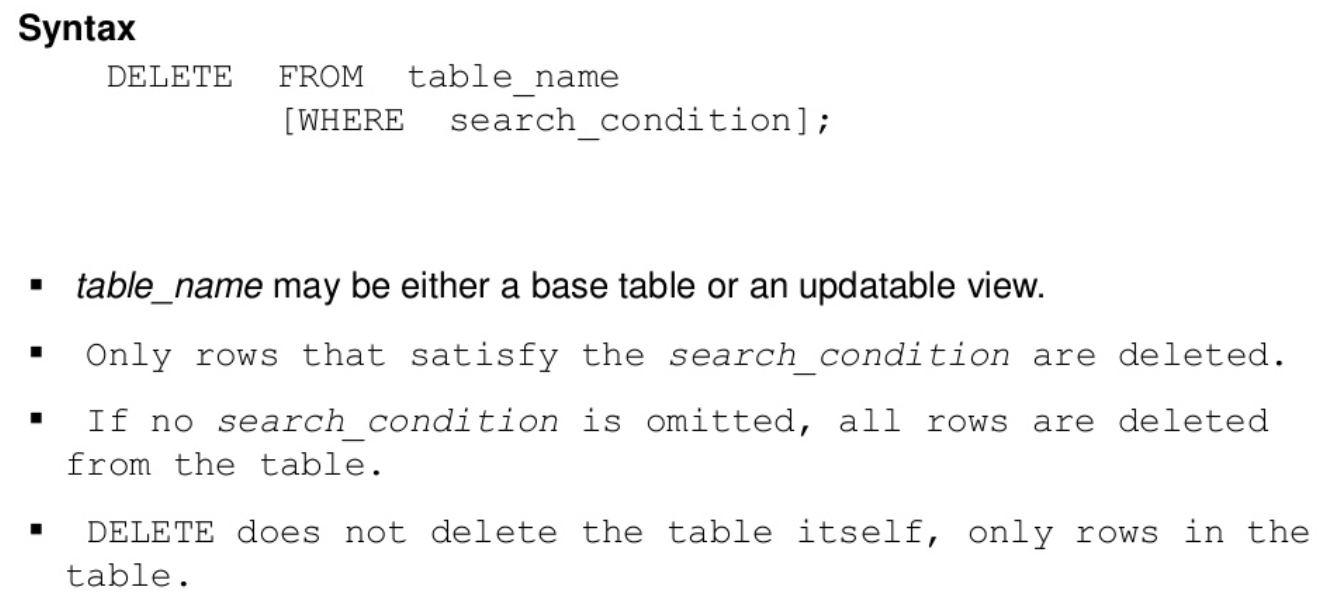 Syntax
DELETE FROM table_name
[WHERE search_condition];
▪ table_name may be either a base table or an updatable view.
▪ Only rows that satisfy the search_condition are deleted.
▪ If no search_condition is omitted, all rows are deleted
from the table.
▪ DELETE does not delete the table itself, only rows in the
table.